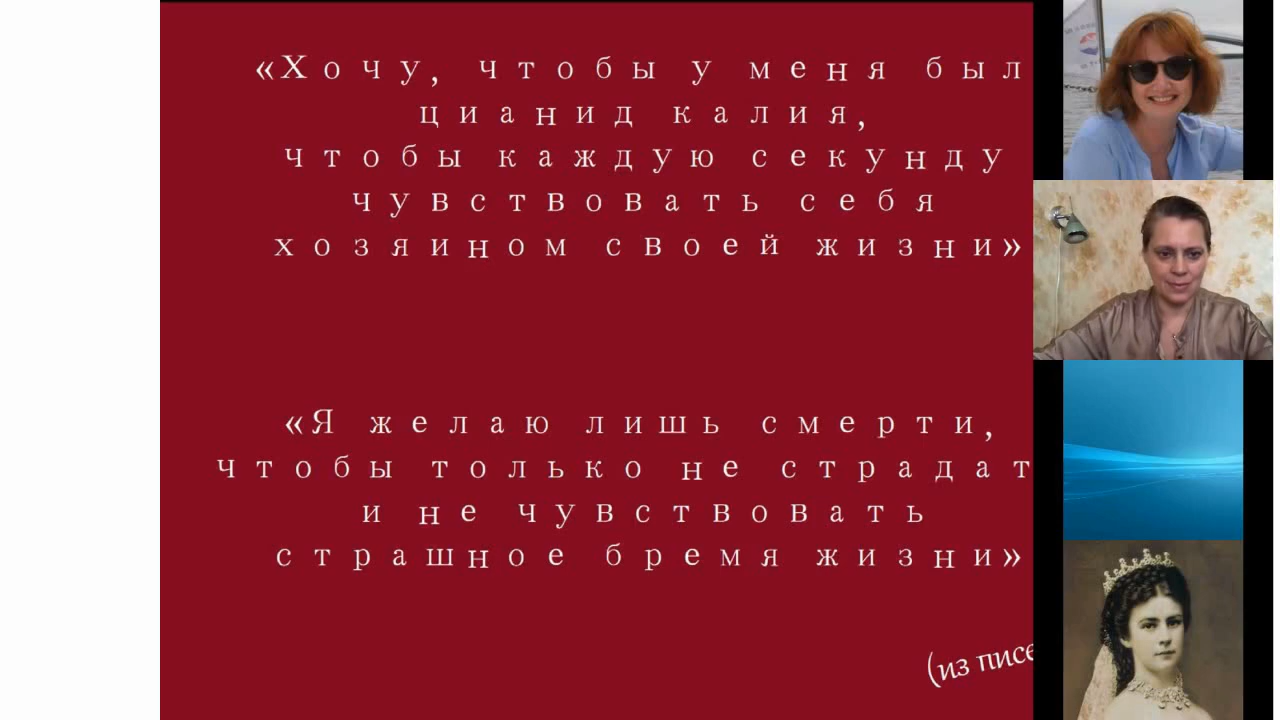 «Хочу, чтобы у меня был
цианид калия,
чтобы каждую секунду
чувствовать себя
хозяином своей жизни»
«Я желаю лишь смерти,
чтобы только не страдат
и не чувствовать
страшное бремя жизни»
(из писе